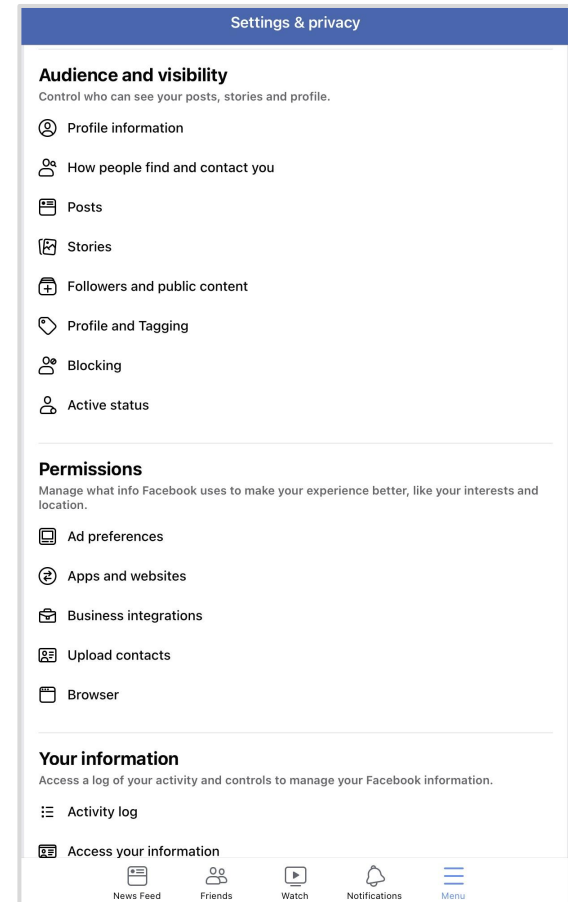 Settings & privacy
Audience and visibility
Control who can see your posts, stories and profile.
Profile information
How people find and contact you
Posts
Stories
Followers and public content
Profile and Tagging
Blocking
Active status
Permissions
Manage what info Facebook uses to make your experience better, like your interests and
location.
Ad preferences
Apps and websites
Business integrations
Upload contacts
Browser
Your information
Access a log of your activity and controls to manage your Facebook information.
Activity log
Access your information
News Feed Friends Watch Notifications Menu